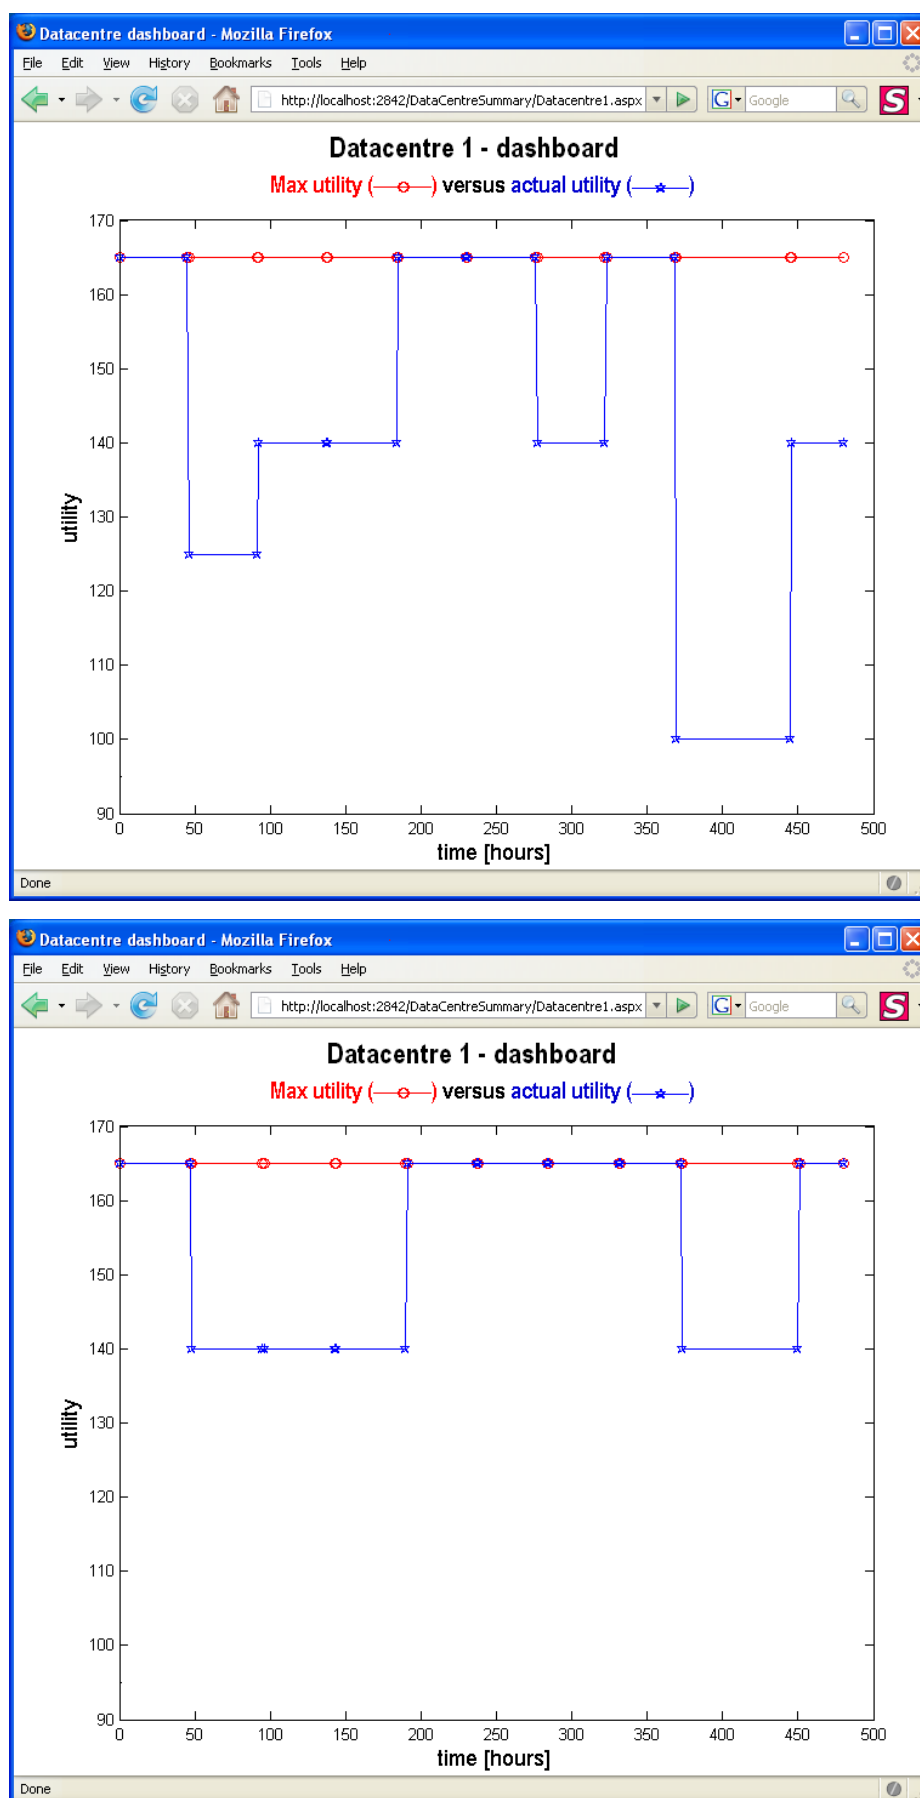 Datacentre dashboard - Mozilla Firefox
File Edit View History Bookmarks Tools Help
http://localhost:2842/DataCentreSummary/Datacentre1.aspx G Google S
Datacentre 1 - dashboard
Max utility (—o—) versus actual utility (—☆—)
170
160
150
140
130
120
110
100
90
utility
0 50 100 150 200 250 300 350 400 450 500
time [hours]
Done
Datacentre dashboard - Mozilla Firefox
File Edit View History Bookmarks Tools Help
http://localhost:2842/DataCentreSummary/Datacentre1.aspx G Google S
Datacentre 1 - dashboard
Max utility (—o—) versus actual utility (—☆—)
170
160
150
140
130
120
110
100
90
utility
0 50 100 150 200 250 300 350 400 450 500
time [hours]
Done